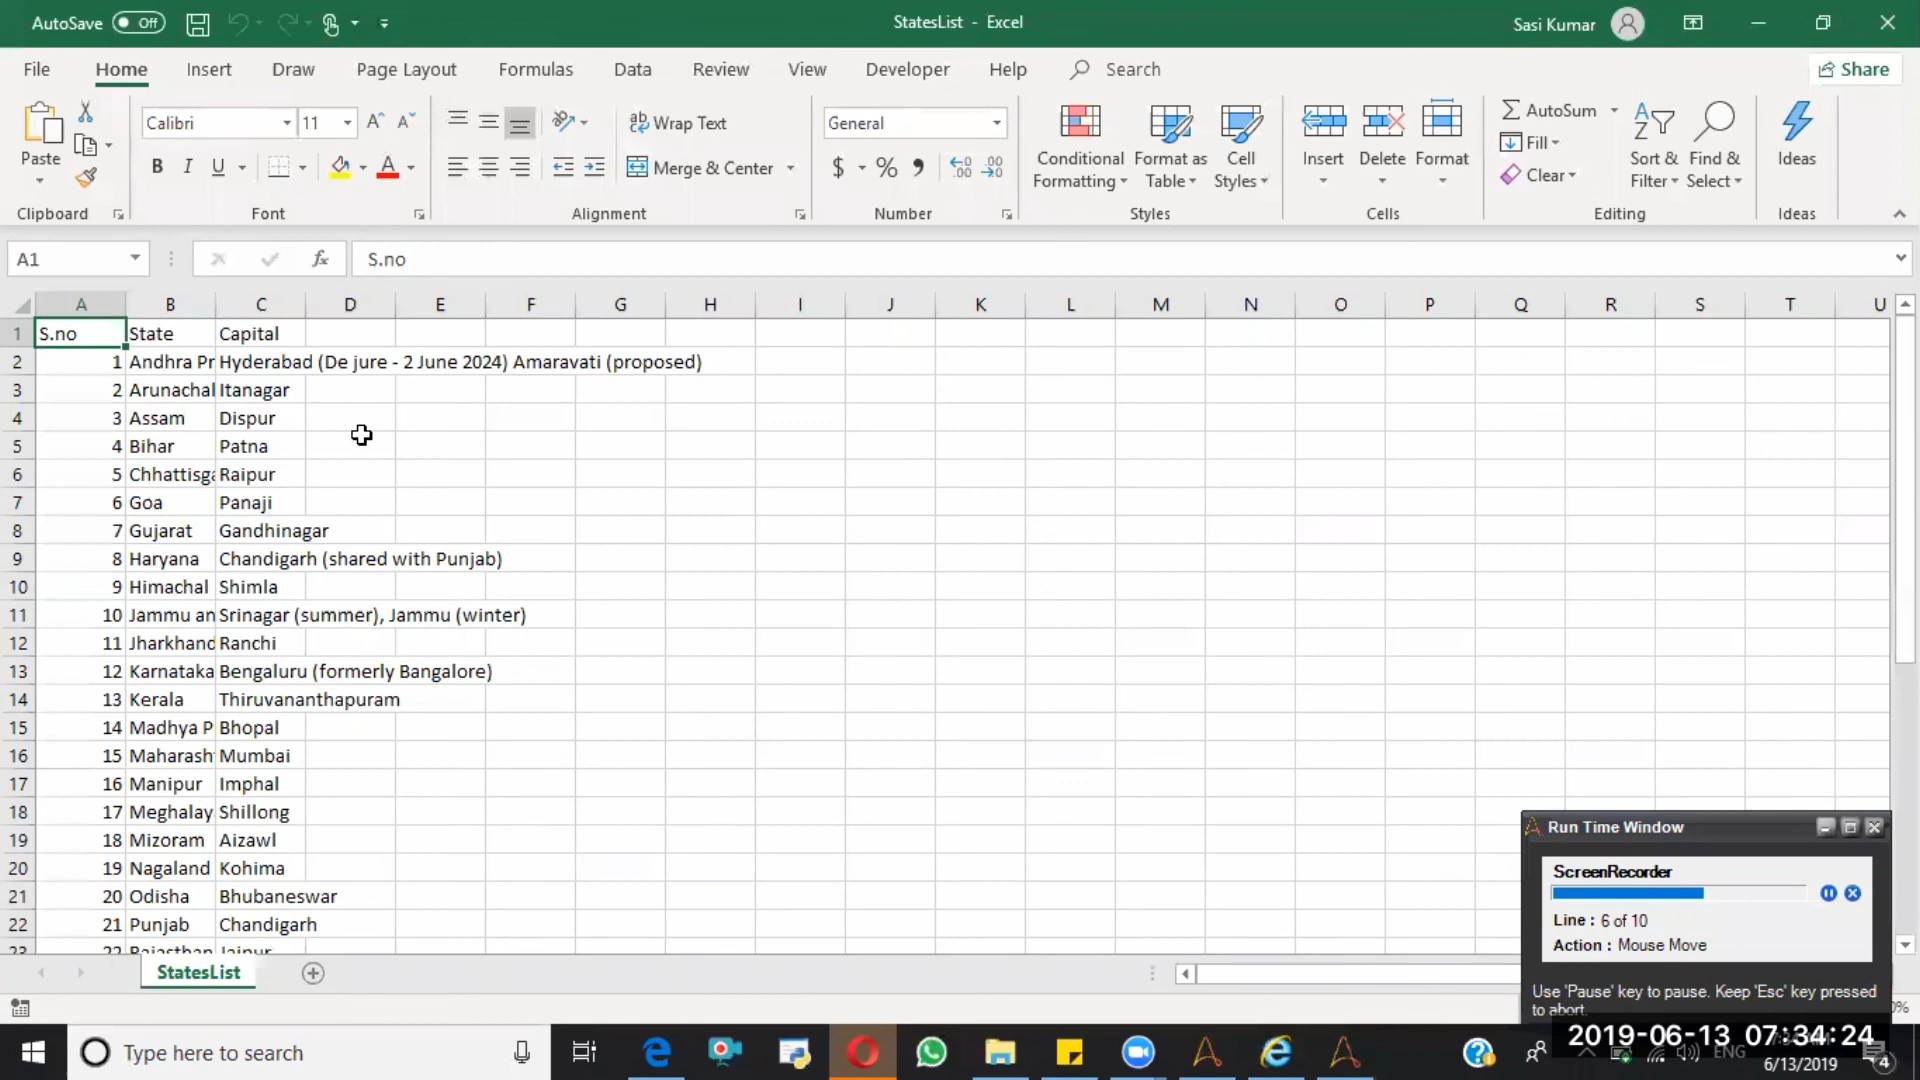 AutoSave Off StatesList - Excel Sasi Kumar
File Home Insert Draw Page Layout Formulas Data Review View Developer Help Search Share
Paste Calibri 11 Wrap Text General Conditional Formatting Format as Table Cell Styles Insert Delete Format AutoSum Fill Clear Sort & Filter Find & Select Ideas
B I U A Merge & Center $ % ,
Clipboard Font Alignment Number Styles Cells Editing Ideas
A1 fx S.no
A B C D E F G H I J K L M N O P Q R S T U
1 S.no State Capital
2 1 Andhra Pr Hyderabad (De jure - 2 June 2024) Amaravati (proposed)
3 2 Arunachal Itanagar
4 3 Assam Dispur
5 4 Bihar Patna
6 5 Chhattisga Raipur
7 6 Goa Panaji
8 7 Gujarat Gandhinagar
9 8 Haryana Chandigarh (shared with Punjab)
10 9 Himachal Shimla
11 10 Jammu an Srinagar (summer), Jammu (winter)
12 11 Jharkhand Ranchi
13 12 Karnataka Bengaluru (formerly Bangalore)
14 13 Kerala Thiruvananthapuram
15 14 Madhya P Bhopal
16 15 Maharasht Mumbai
17 16 Manipur Imphal
18 17 Meghalay Shillong
19 18 Mizoram Aizawl
20 19 Nagaland Kohima
21 20 Odisha Bhubaneswar
22 21 Punjab Chandigarh
23 22 Rajasthan Jaipur
StatesList
Run Time Window
ScreenRecorder
Line : 6 of 10
Action : Mouse Move
Use 'Pause' key to pause. Keep 'Esc' key pressed
to abort.
Type here to search
2019-06-13 07:34:24
ENG
6/13/2019
4